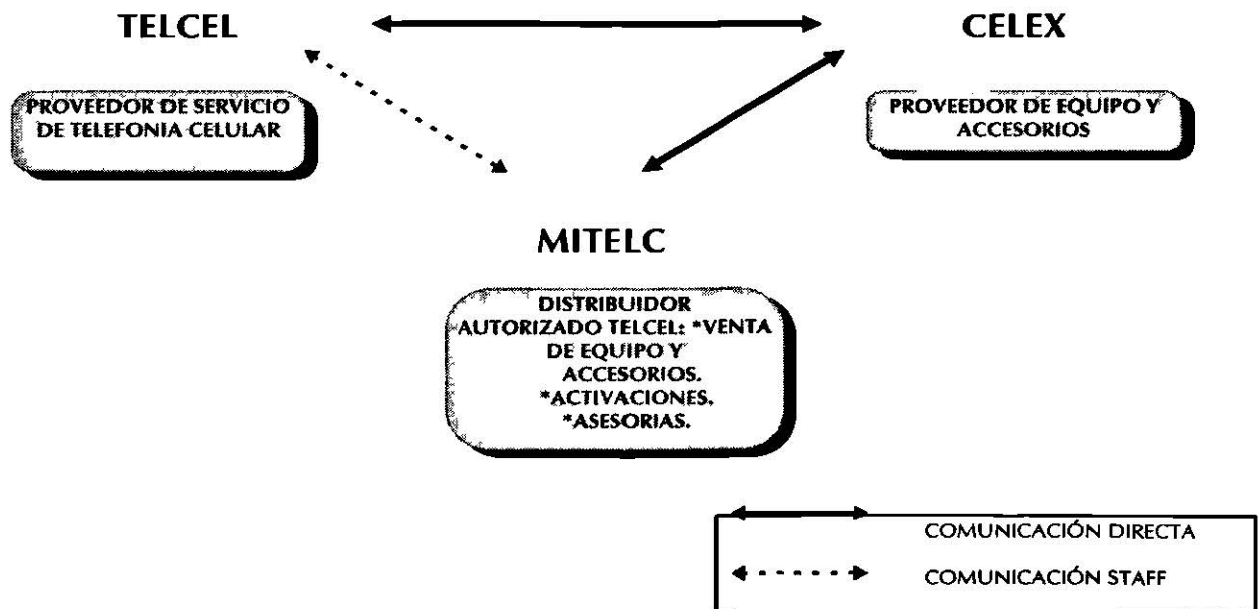 TELCEL
CELEX
PROVEEDOR DE SERVICIO
DE TELEFONIA CELULAR
PROVEEDOR DE EQUIPO Y
ACCESORIOS
MITELC
DISTRIBUIDOR
AUTORIZADO TELCEL: *VENTA
DE EQUIPO Y
ACCESORIOS.
*ACTIVACIONES.
*ASESORIAS.
COMUNICACIÓN DIRECTA
COMUNICACIÓN STAFF